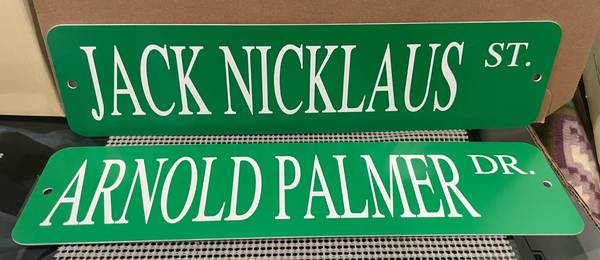 JACK NICKLAUS ST.
ARNOLD PALMER DR.